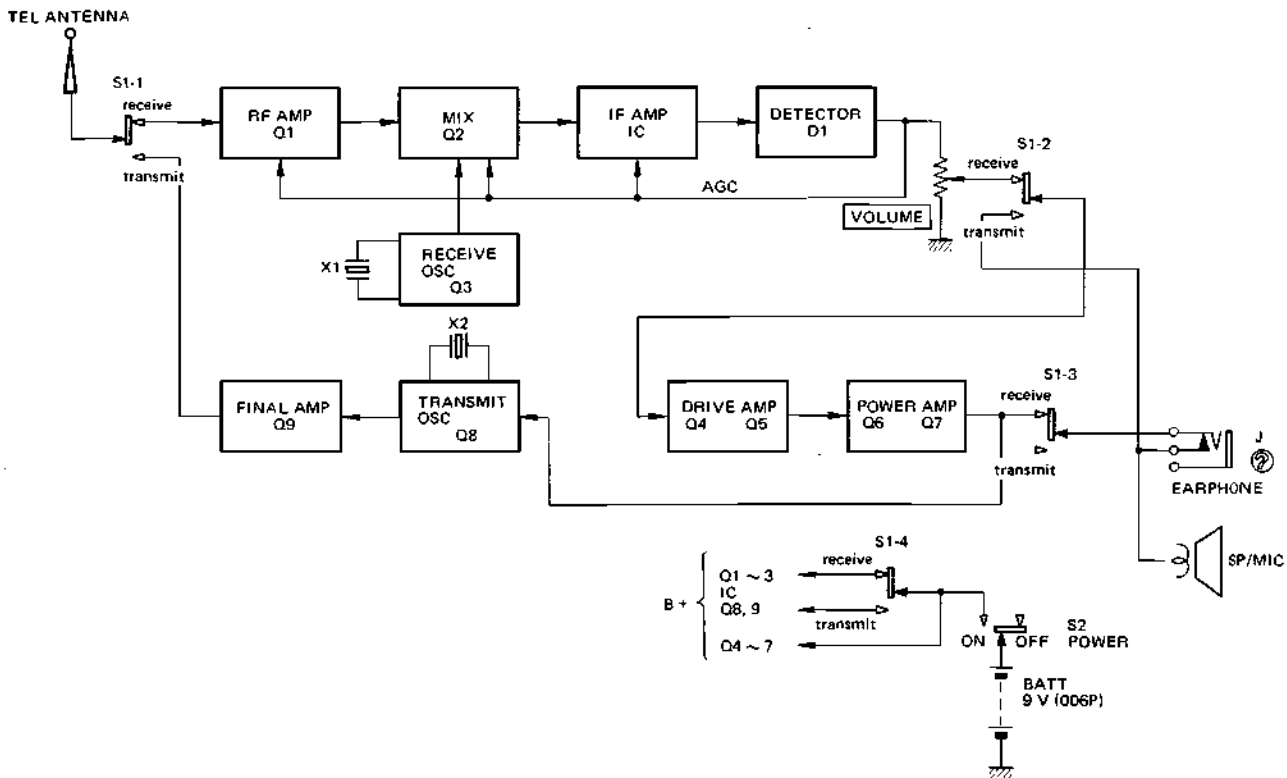 TEL ANTENNA
S1-1
receive
transmit
RF AMP
Q1
MIX
Q2
IF AMP
IC
DETECTOR
D1
AGC
VOLUME
S1-2
receive
transmit
X1
RECEIVE
OSC
Q3
X2
FINAL AMP
Q9
TRANSMIT
OSC
Q8
DRIVE AMP
Q4 Q5
POWER AMP
Q6 Q7
S1-3
receive
transmit
J
EARPHONE
SP/MIC
S1-4
receive
transmit
B +
Q1 ~ 3
IC
Q8, 9
Q4 ~ 7
ON OFF
S2
POWER
BATT
9 V (006P)